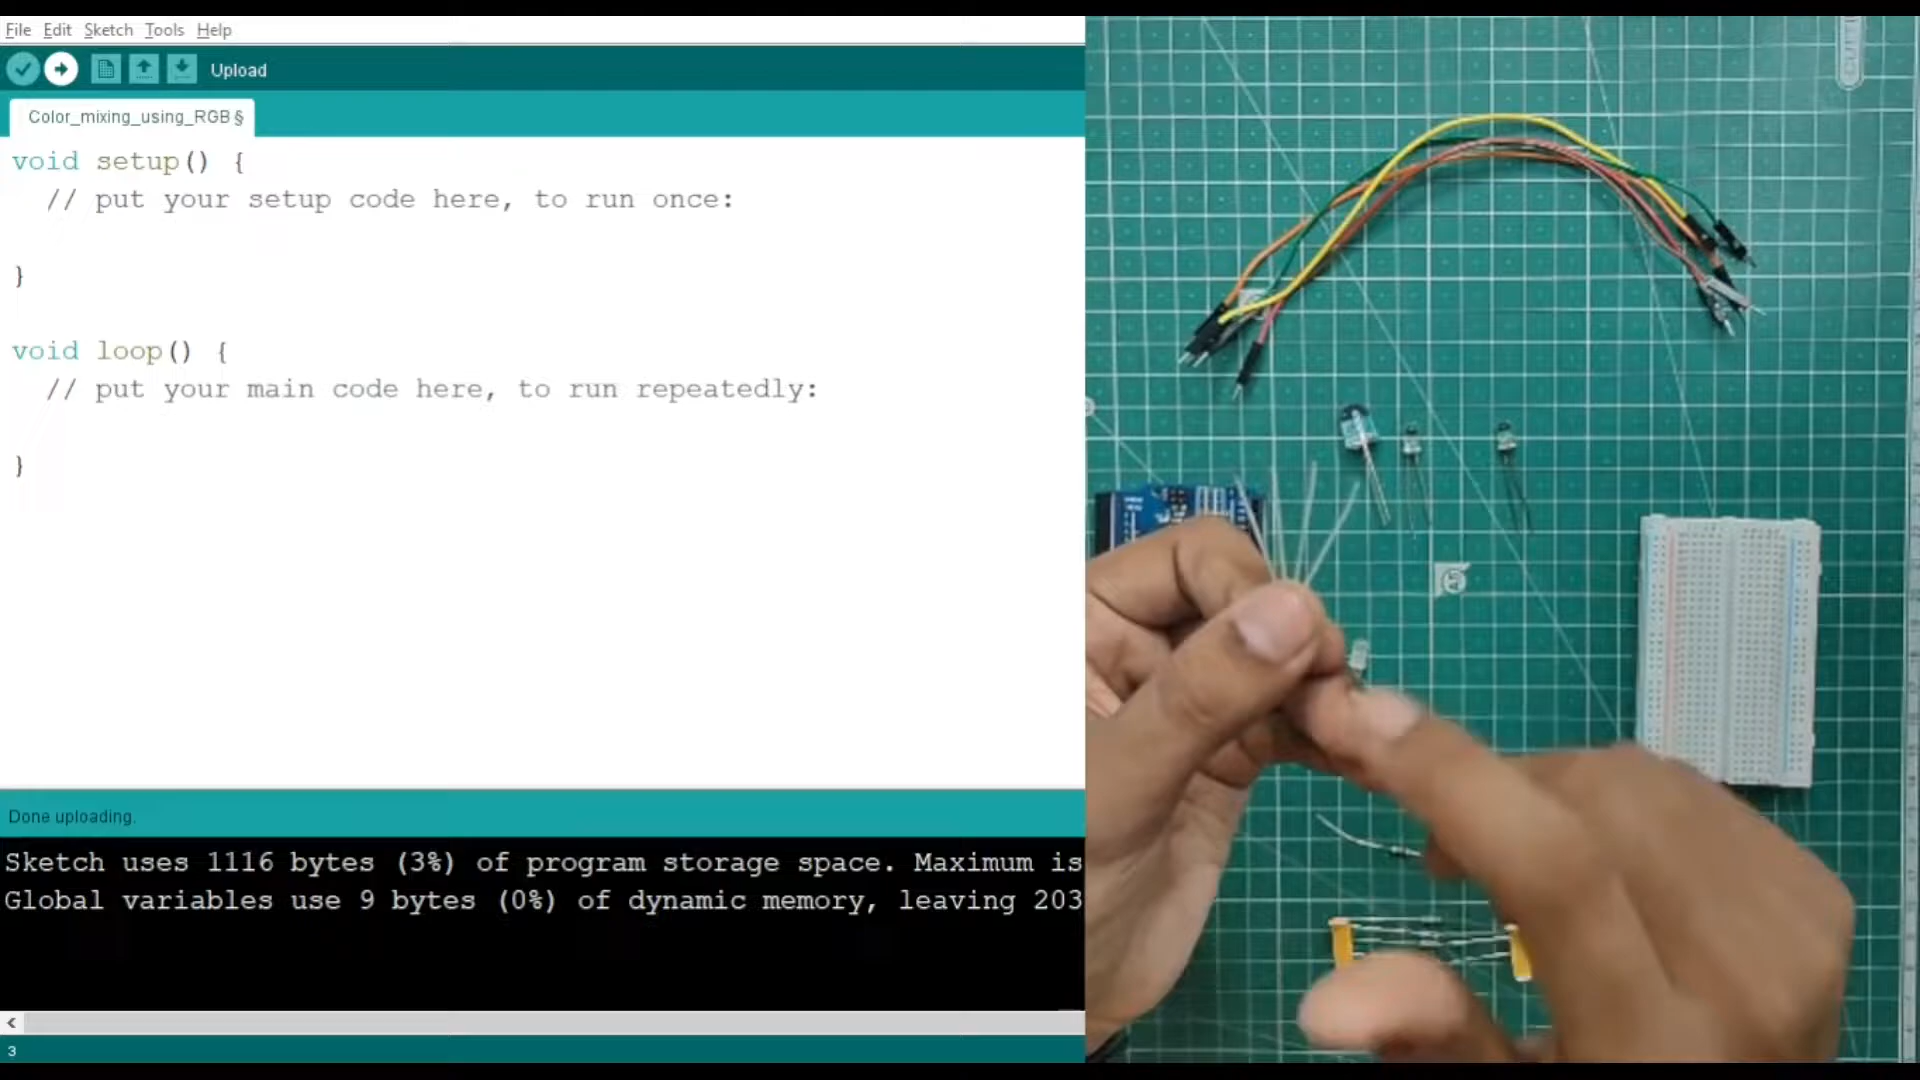 File Edit Sketch Tools Help
Upload
Color_mixing_using_RGB §
void setup() {
// put your setup code here, to run once:
}
void loop() {
// put your main code here, to run repeatedly:
}
Done uploading.
Sketch uses 1116 bytes (3%) of program storage space. Maximum is
Global variables use 9 bytes (0%) of dynamic memory, leaving 203
3